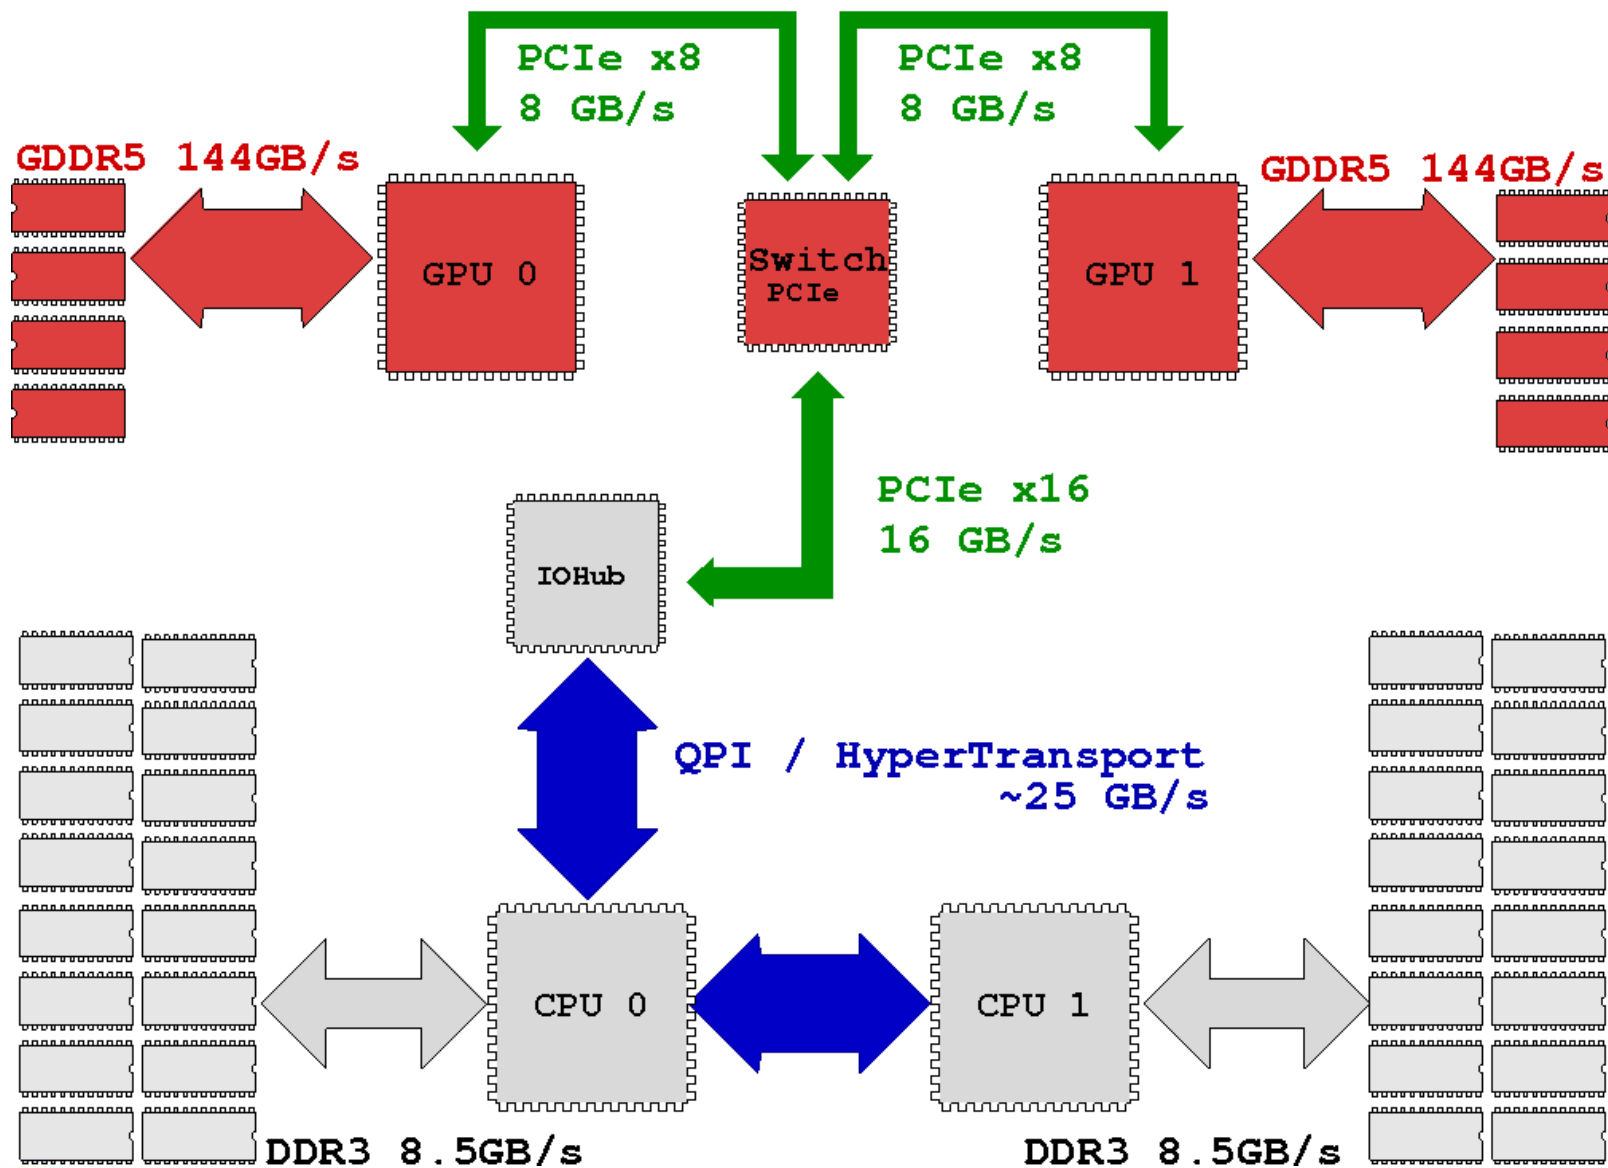 PCIe x8
8 GB/s
PCIe x8
8 GB/s
GDDR5 144GB/s
GDDR5 144GB/s
GPU 0
Switch
PCIe
GPU 1
PCIe x16
16 GB/s
IOHub
QPI / HyperTransport
~25 GB/s
CPU 0
CPU 1
DDR3 8.5GB/s
DDR3 8.5GB/s